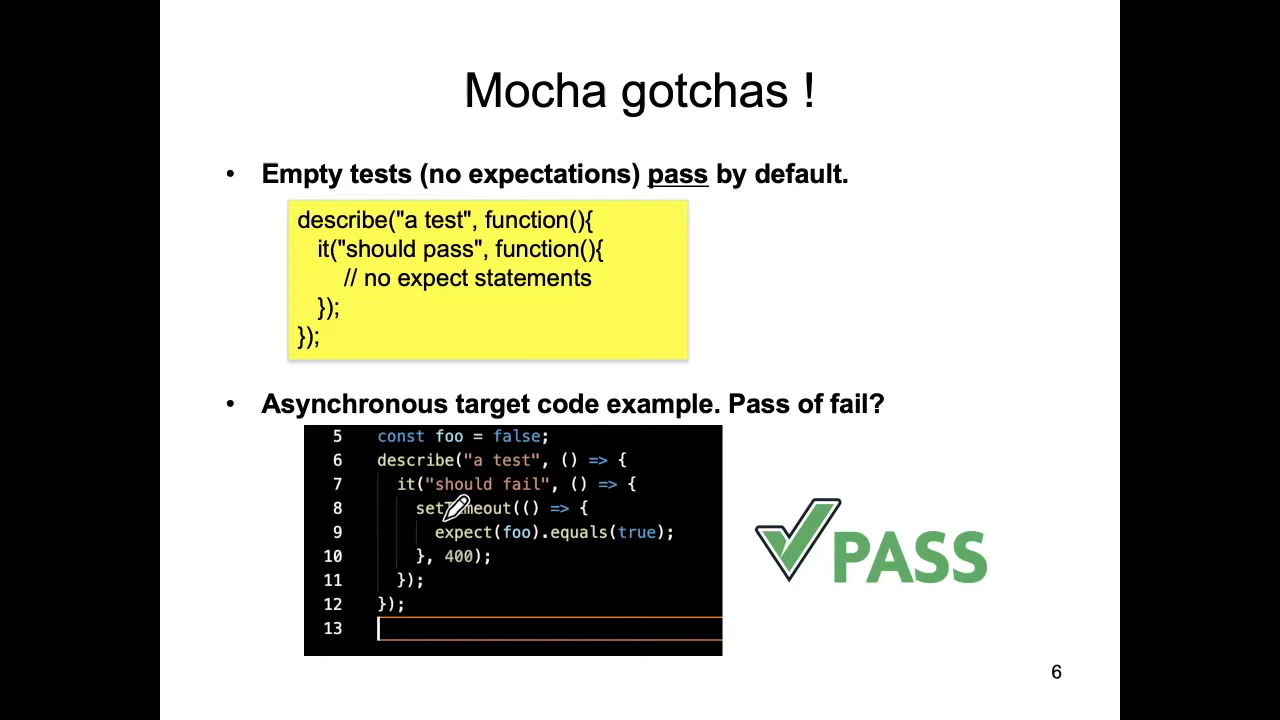 Mocha gotchas !
• Empty tests (no expectations) pass by default.
describe("a test", function(){
it("should pass", function(){
// no expect statements
});
});
• Asynchronous target code example. Pass of fail?
5 const foo = false;
6 describe("a test", () => {
7 it("should fail", () => {
8 setTimeout(() => {
9 expect(foo).equals(true);
10 }, 400);
11 });
12 });
13
PASS
6